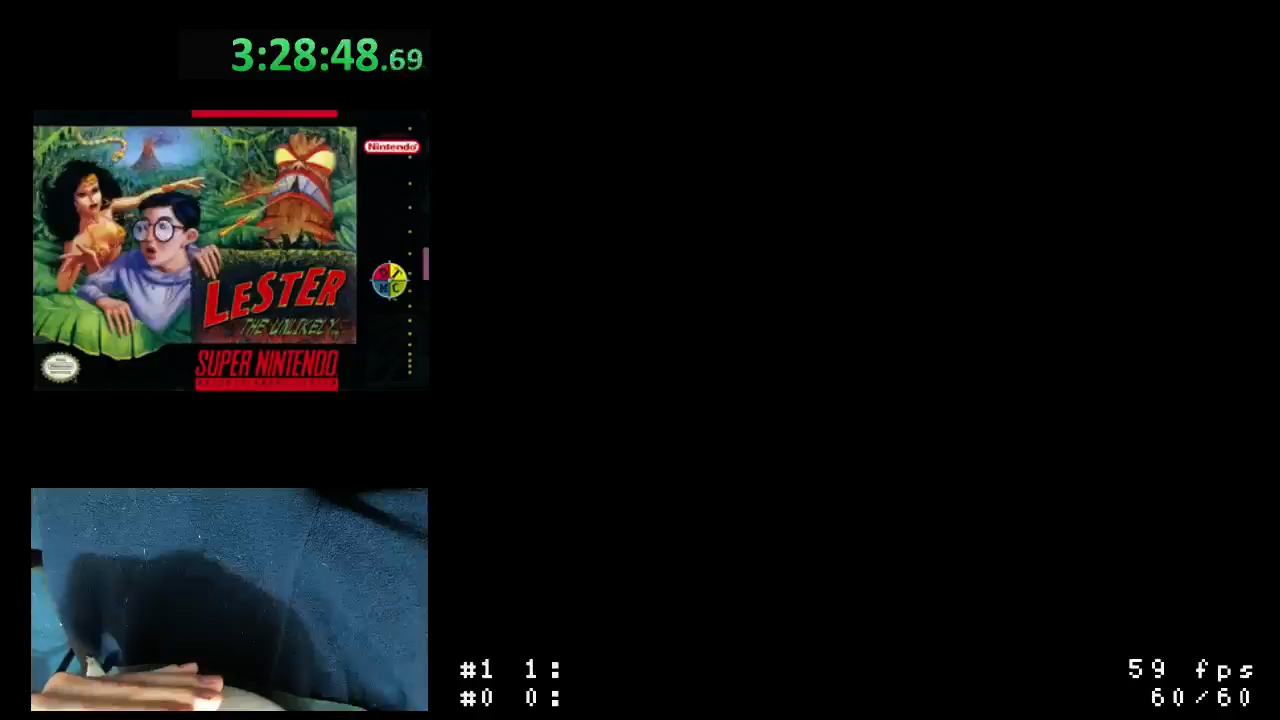 3:28:48.69
Nintendo
LESTER
THE UNLIKELY
SUPER NINTENDO
#1 1:
#0 0:
59 fps
60/60